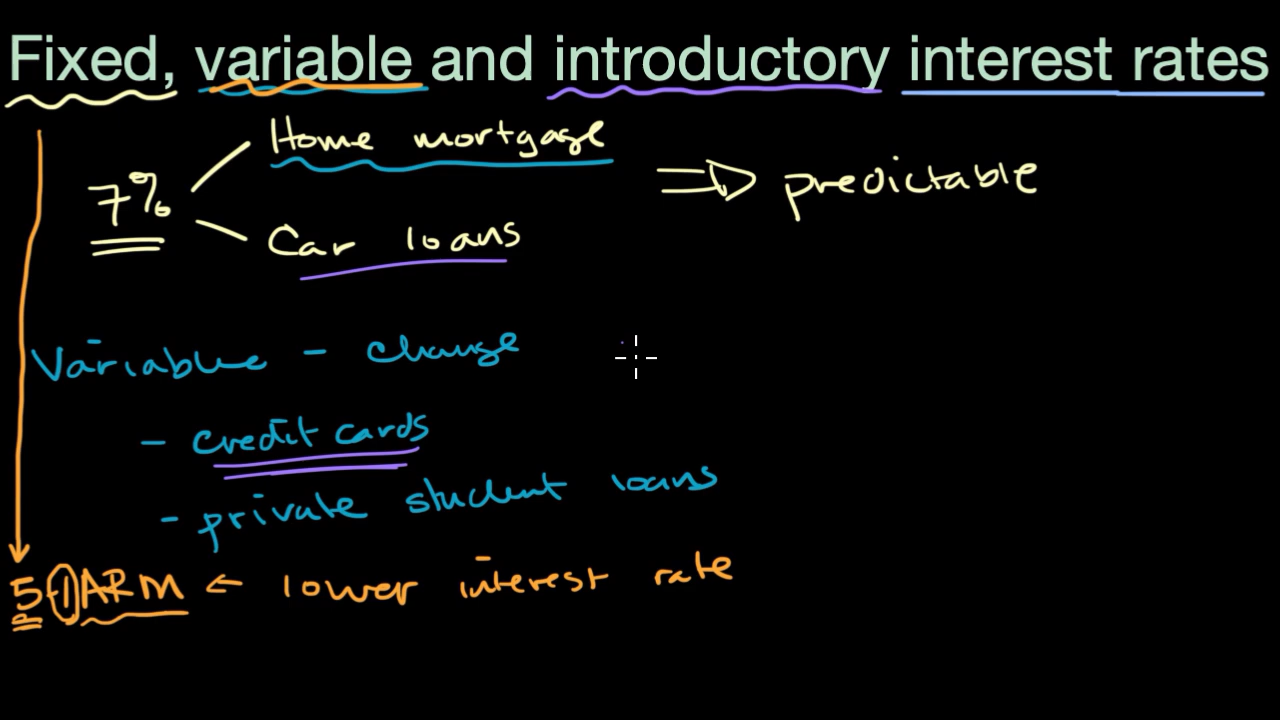 Fixed, variable and introductory interest rates
Home mortgage
7%
⇒ predictable
Car loans
Variable - change
- credit cards
- private student loans
5-1 ARM ← lower interest rate